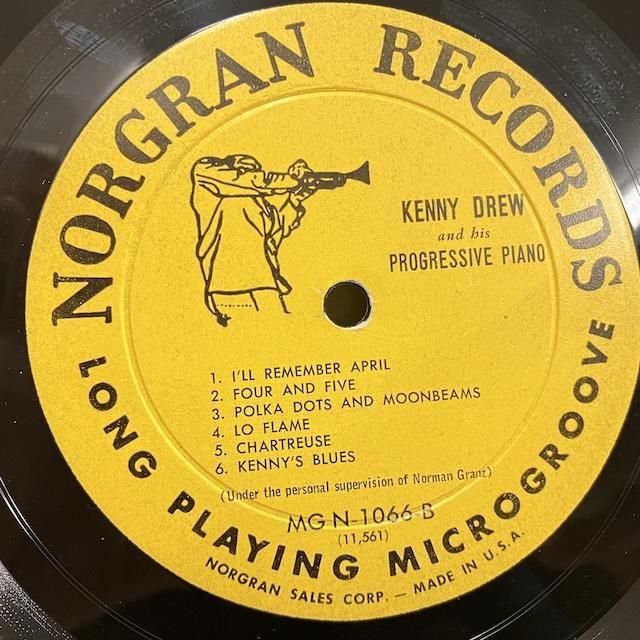 NORGRAN RECORDS
KENNY DREW
and his
PROGRESSIVE PIANO
1. I'LL REMEMBER APRIL
2. FOUR AND FIVE
3. POLKA DOTS AND MOONBEAMS
4. LO FLAME
5. CHARTREUSE
6. KENNY'S BLUES
(Under the personal supervision of Norman Granz)
MG N-1066-B
(11,561)
LONG PLAYING MICROGROOVE
NORGRAN SALES CORP. — MADE IN U.S.A.